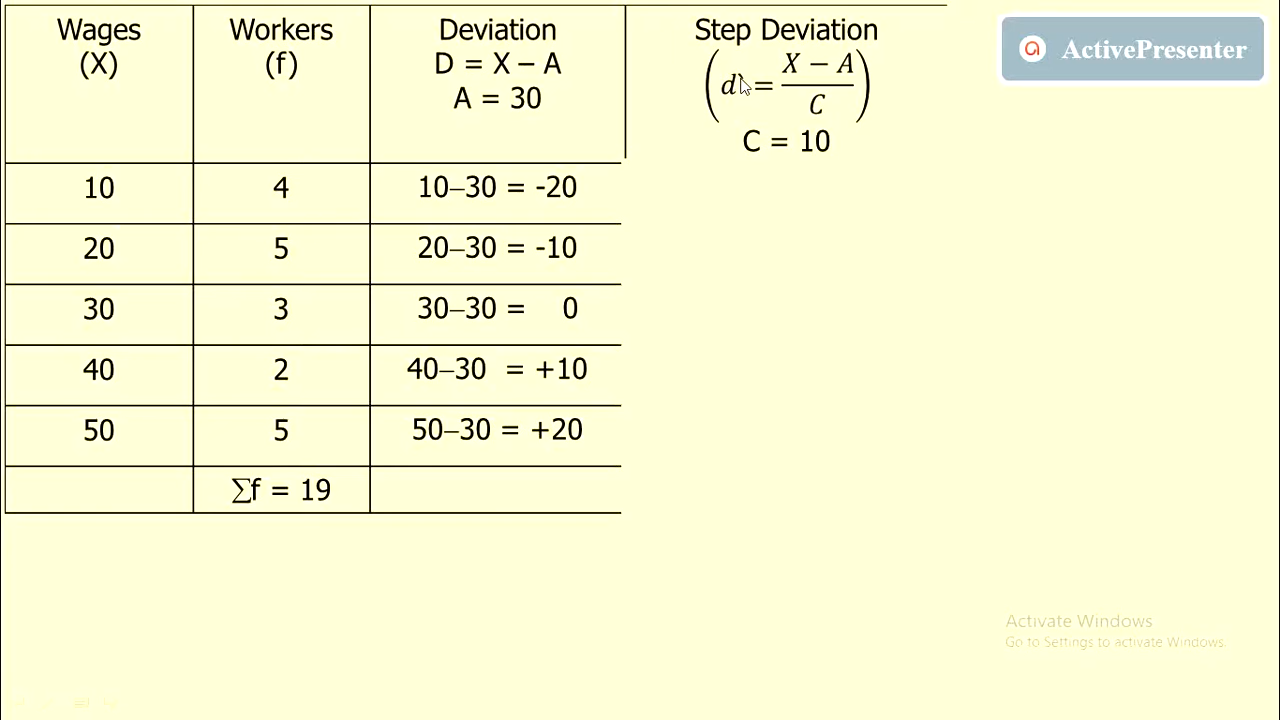 Wages (X)	Workers (f)	Deviation D = X – A A = 30	Step Deviation (d' = (X – A)/C) C = 10
10	4	10–30 = -20
20	5	20–30 = -10
30	3	30–30 = 0
40	2	40–30 = +10
50	5	50–30 = +20
∑f = 19
ActivePresenter
Activate Windows
Go to Settings to activate Windows.